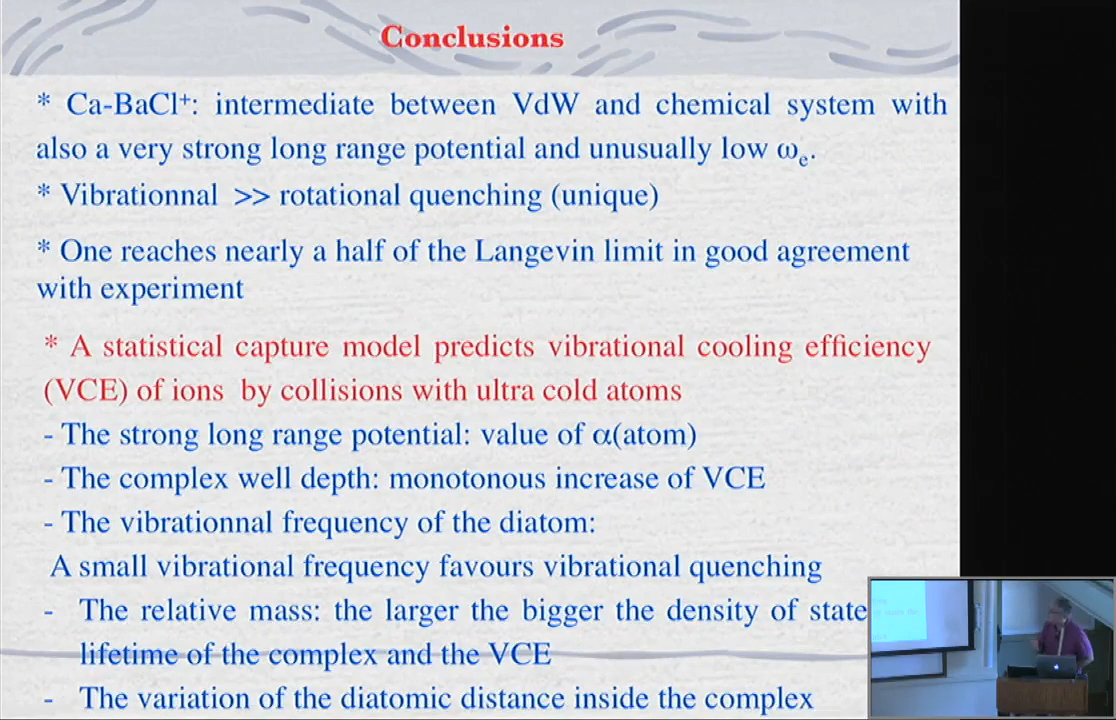 Conclusions
* Ca-BaCl⁺: intermediate between VdW and chemical system with
also a very strong long range potential and unusually low ωₑ.
* Vibrationnal >> rotational quenching (unique)
* One reaches nearly a half of the Langevin limit in good agreement
with experiment
* A statistical capture model predicts vibrational cooling efficiency
(VCE) of ions by collisions with ultra cold atoms
- The strong long range potential: value of α(atom)
- The complex well depth: monotonous increase of VCE
- The vibrationnal frequency of the diatom:
A small vibrational frequency favours vibrational quenching
- The relative mass: the larger the bigger the density of state
lifetime of the complex and the VCE
- The variation of the diatomic distance inside the complex